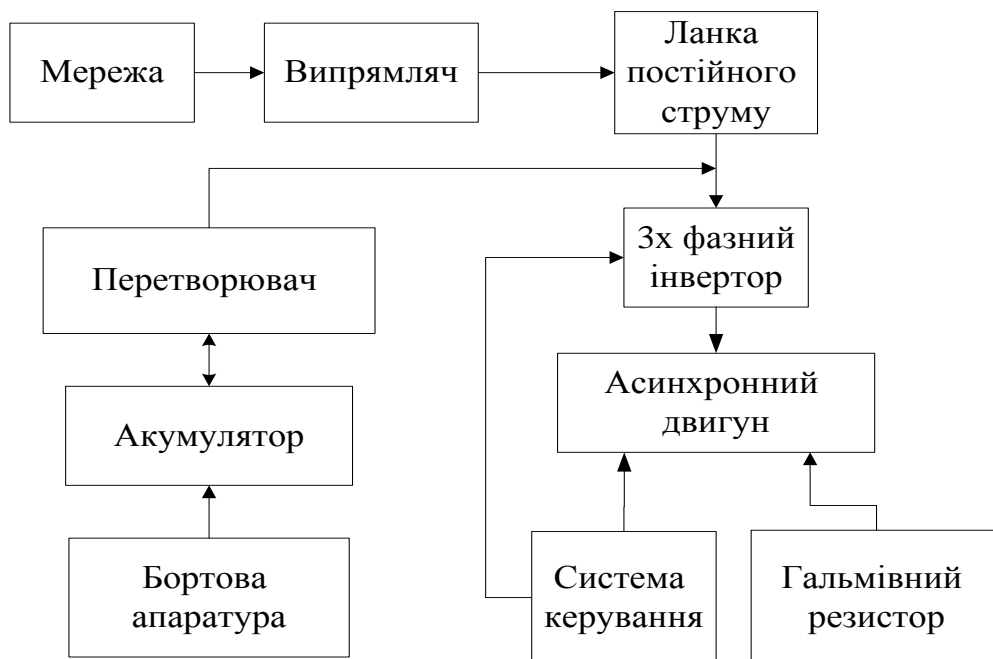 Мережа
Випрямляч
Ланка
постійного
струму
3х фазний
інвертор
Перетворювач
Асинхронний
двигун
Акумулятор
Бортова
апаратура
Система
керування
Гальмівний
резистор